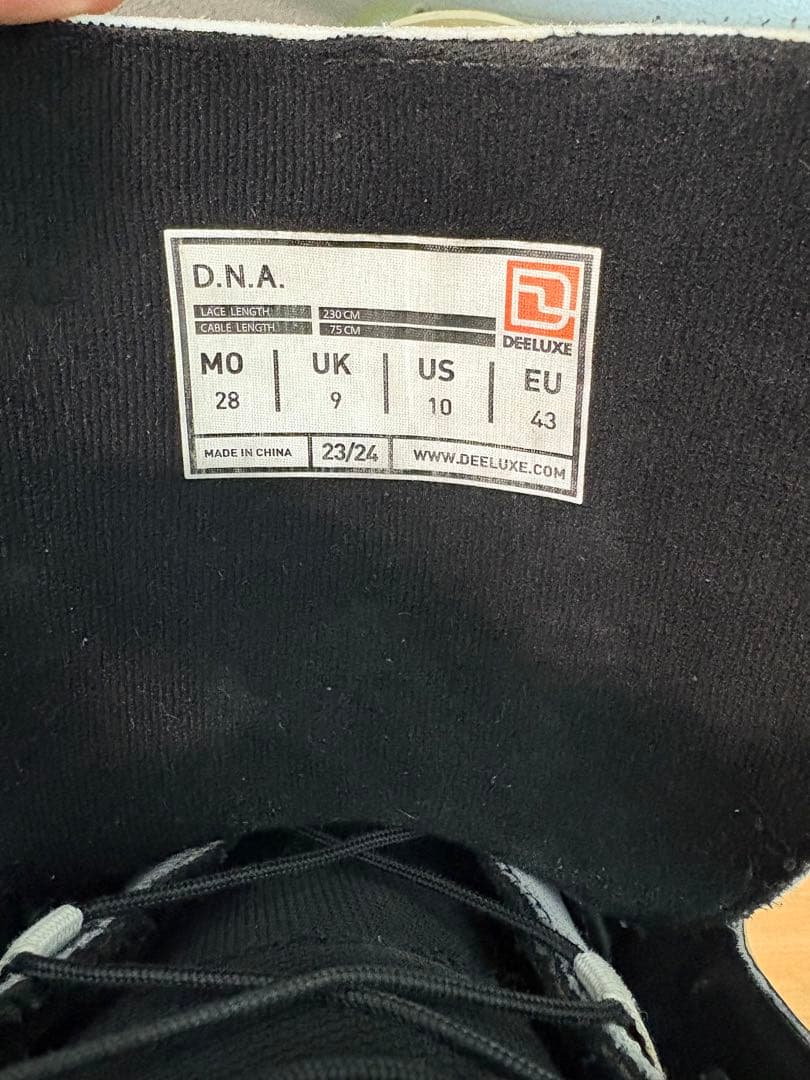 D.N.A.
LACE LENGTH 230 CM
CABLE LENGTH 75 CM
DEELUXE
MO UK US EU
28 9 10 43
MADE IN CHINA 23/24 WWW.DEELUXE.COM